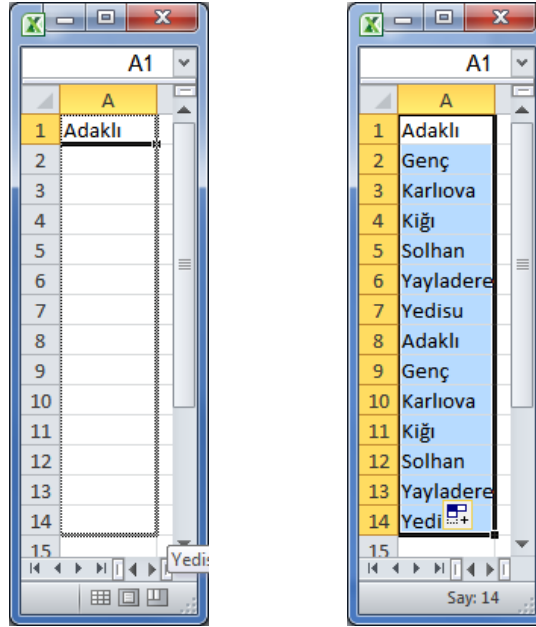 A1
A
1 Adaklı
2
3
4
5
6
7
8
9
10
11
12
13
14
15
Yedis
A1
A
1 Adaklı
2 Genç
3 Karlıova
4 Kiğı
5 Solhan
6 Yayladere
7 Yedisu
8 Adaklı
9 Genç
10 Karlıova
11 Kiğı
12 Solhan
13 Yayladere
14 Yedi
15
Say: 14